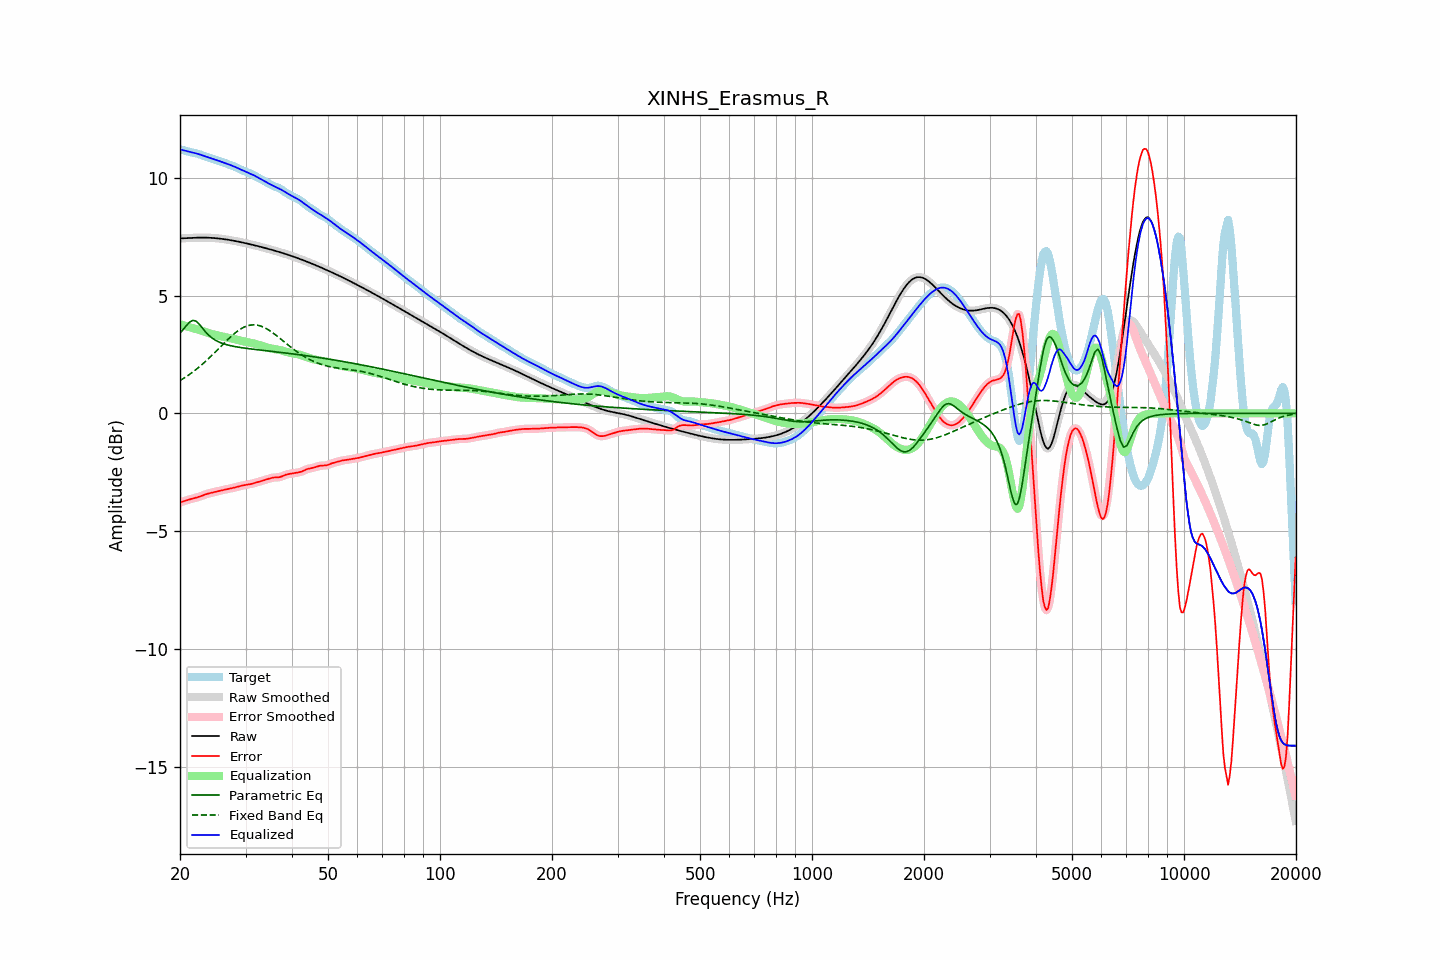 XINHS_Erasmus_R
Amplitude (dBr)
10
5
0
−5
−10
−15
Target
Raw Smoothed
Error Smoothed
Raw
Error
Equalization
Parametric Eq
Fixed Band Eq
Equalized
20 50 100 200 500 1000 2000 5000 10000 20000
Frequency (Hz)